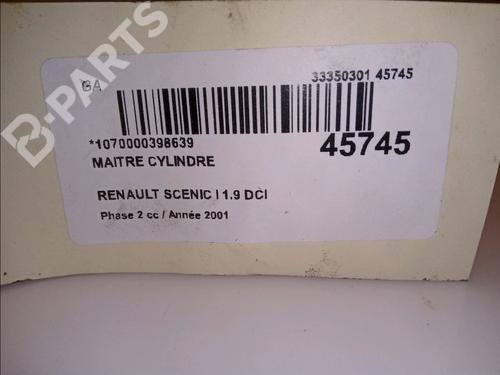 B-PARTS
GA 33350301 45745
*1070000398639
45745
MAITRE CYLINDRE
RENAULT SCENIC I 1.9 DCI
Phase 2 cc / Année 2001